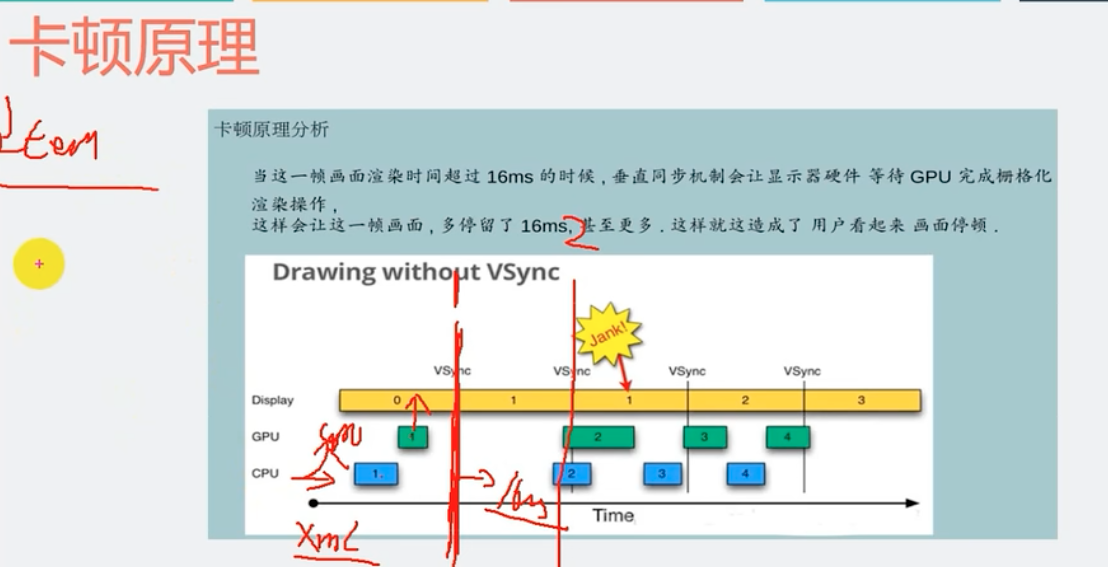 卡顿原理
item
卡顿原理分析
当这一帧画面渲染时间超过 16ms 的时候 , 垂直同步机制会让显示器硬件 等待 GPU 完成栅格化
渲染操作 ,
这样会让这一帧画面 , 多停留了 16ms, 甚至更多 . 这样就这造成了 用户看起来 画面停顿 .
2
Drawing without VSync
Jank!
VSync VSync VSync VSync
Display 0 1 1 2 3
GPU 1 2 3 4
CPU 1 2 3 4
16ms
Time
XmL